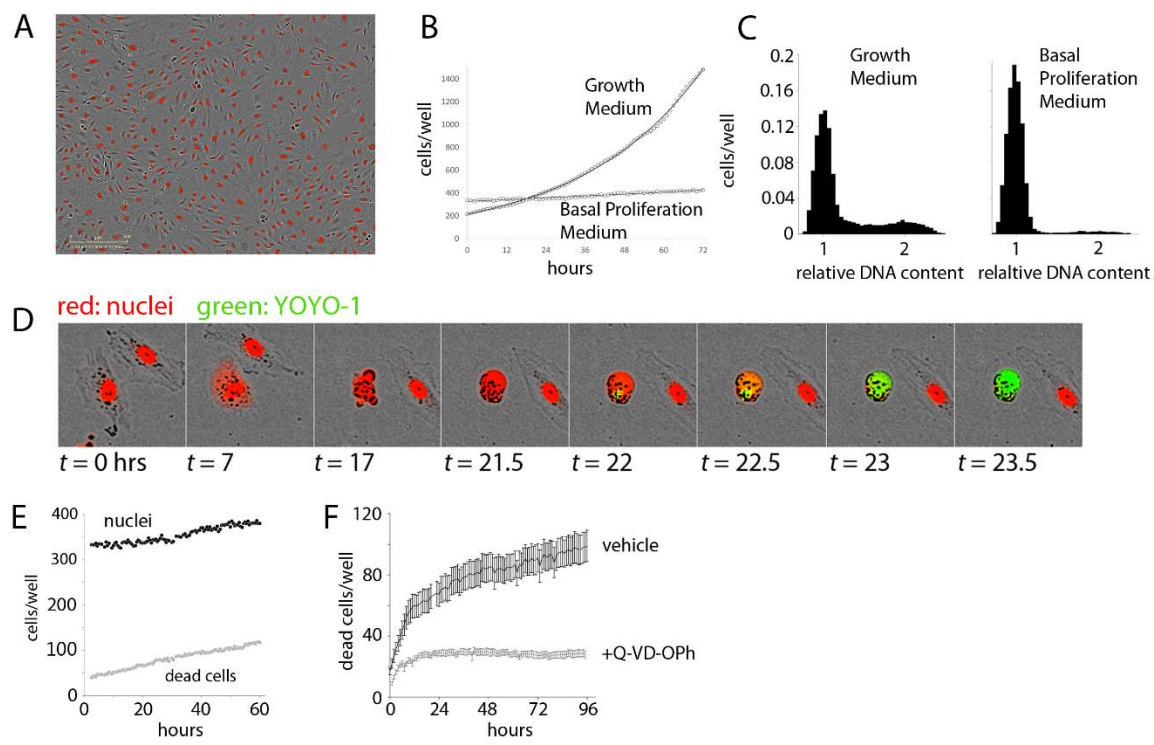 A
B
1400
1200
1000
800
600
400
200
0
cells/well
Growth
Medium
Basal Proliferation
Medium
0 12 24 36 48 60 72
hours
C
0.2
0.16
0.12
0.08
0.04
0
cells/well
Growth
Medium
Basal
Proliferation
Medium
1 2
1 2
relaltive DNA content
relaltive DNA content
red: nuclei green: YOYO-1
D
t = 0 hrs
t = 7
t = 17
t = 21.5
t = 22
t = 22.5
t = 23
t = 23.5
E
400
300
200
100
0
cells/well
nuclei
dead cells
0 20 40 60
hours
F
120
80
40
0
dead cells/well
vehicle
+Q-VD-OPh
0 24 48 72 96
hours